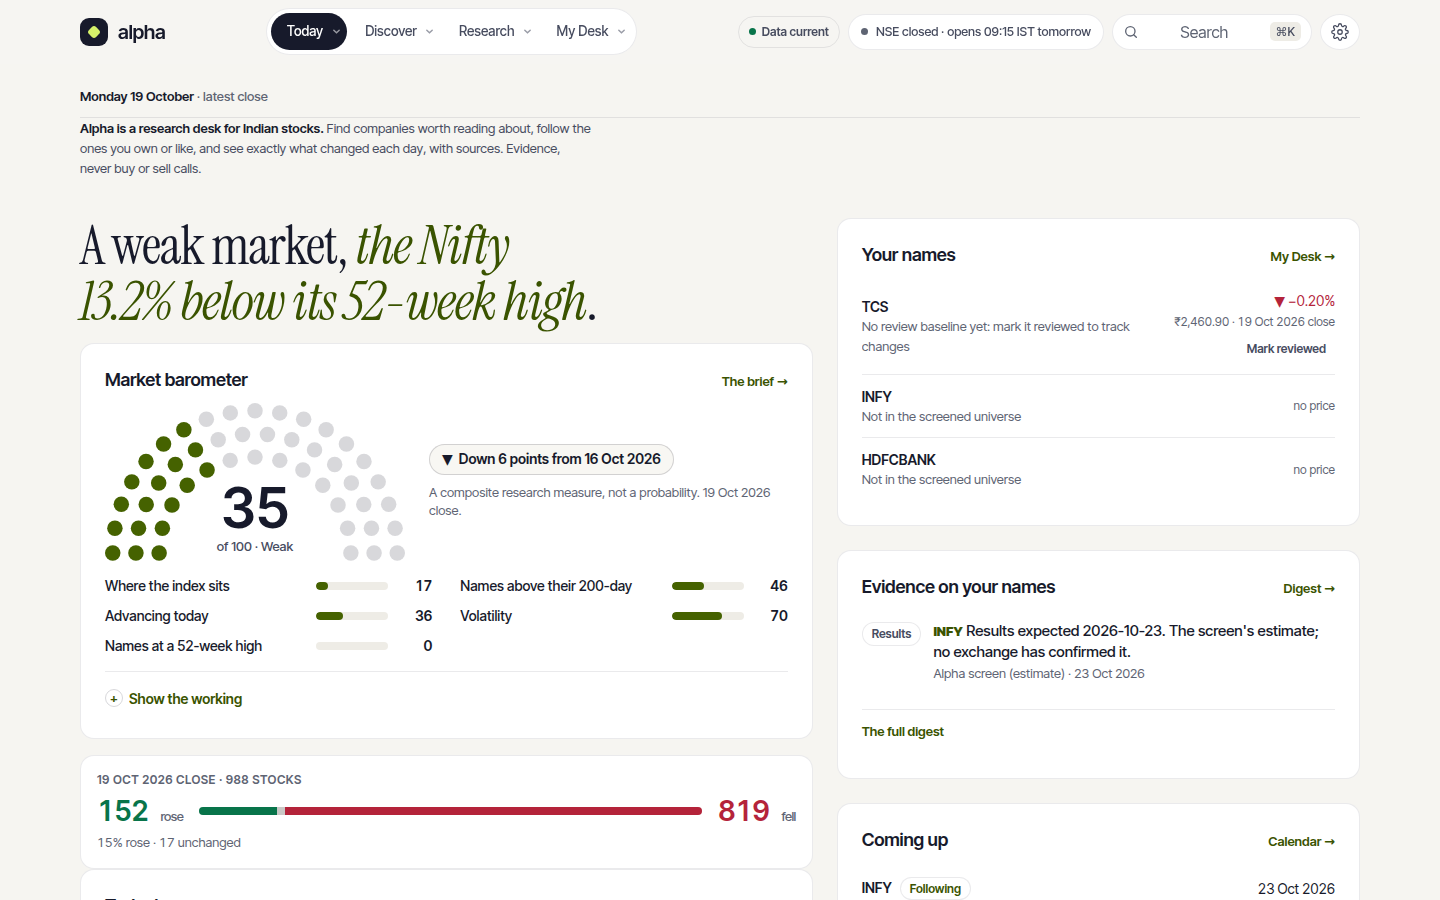 alpha
Today
Discover
Research
My Desk
Data current
NSE closed · opens 09:15 IST tomorrow
Search
⌘K
Monday 19 October · latest close
Alpha is a research desk for Indian stocks. Find companies worth reading about, follow the
ones you own or like, and see exactly what changed each day, with sources. Evidence,
never buy or sell calls.
A weak market, the Nifty
13.2% below its 52-week high.
Market barometer
The brief →
35
of 100 · Weak
▼ Down 6 points from 16 Oct 2026
A composite research measure, not a probability. 19 Oct 2026
close.
Where the index sits 17
Names above their 200-day 46
Advancing today 36
Volatility 70
Names at a 52-week high 0
+ Show the working
19 OCT 2026 CLOSE · 988 STOCKS
152 rose
819 fell
15% rose · 17 unchanged
Your names
My Desk →
TCS
▼ −0.20%
No review baseline yet: mark it reviewed to track
changes
₹2,460.90 · 19 Oct 2026 close
Mark reviewed
INFY
Not in the screened universe
no price
HDFCBANK
Not in the screened universe
no price
Evidence on your names
Digest →
Results
INFY Results expected 2026-10-23. The screen's estimate;
no exchange has confirmed it.
Alpha screen (estimate) · 23 Oct 2026
The full digest
Coming up
Calendar →
INFY Following
23 Oct 2026